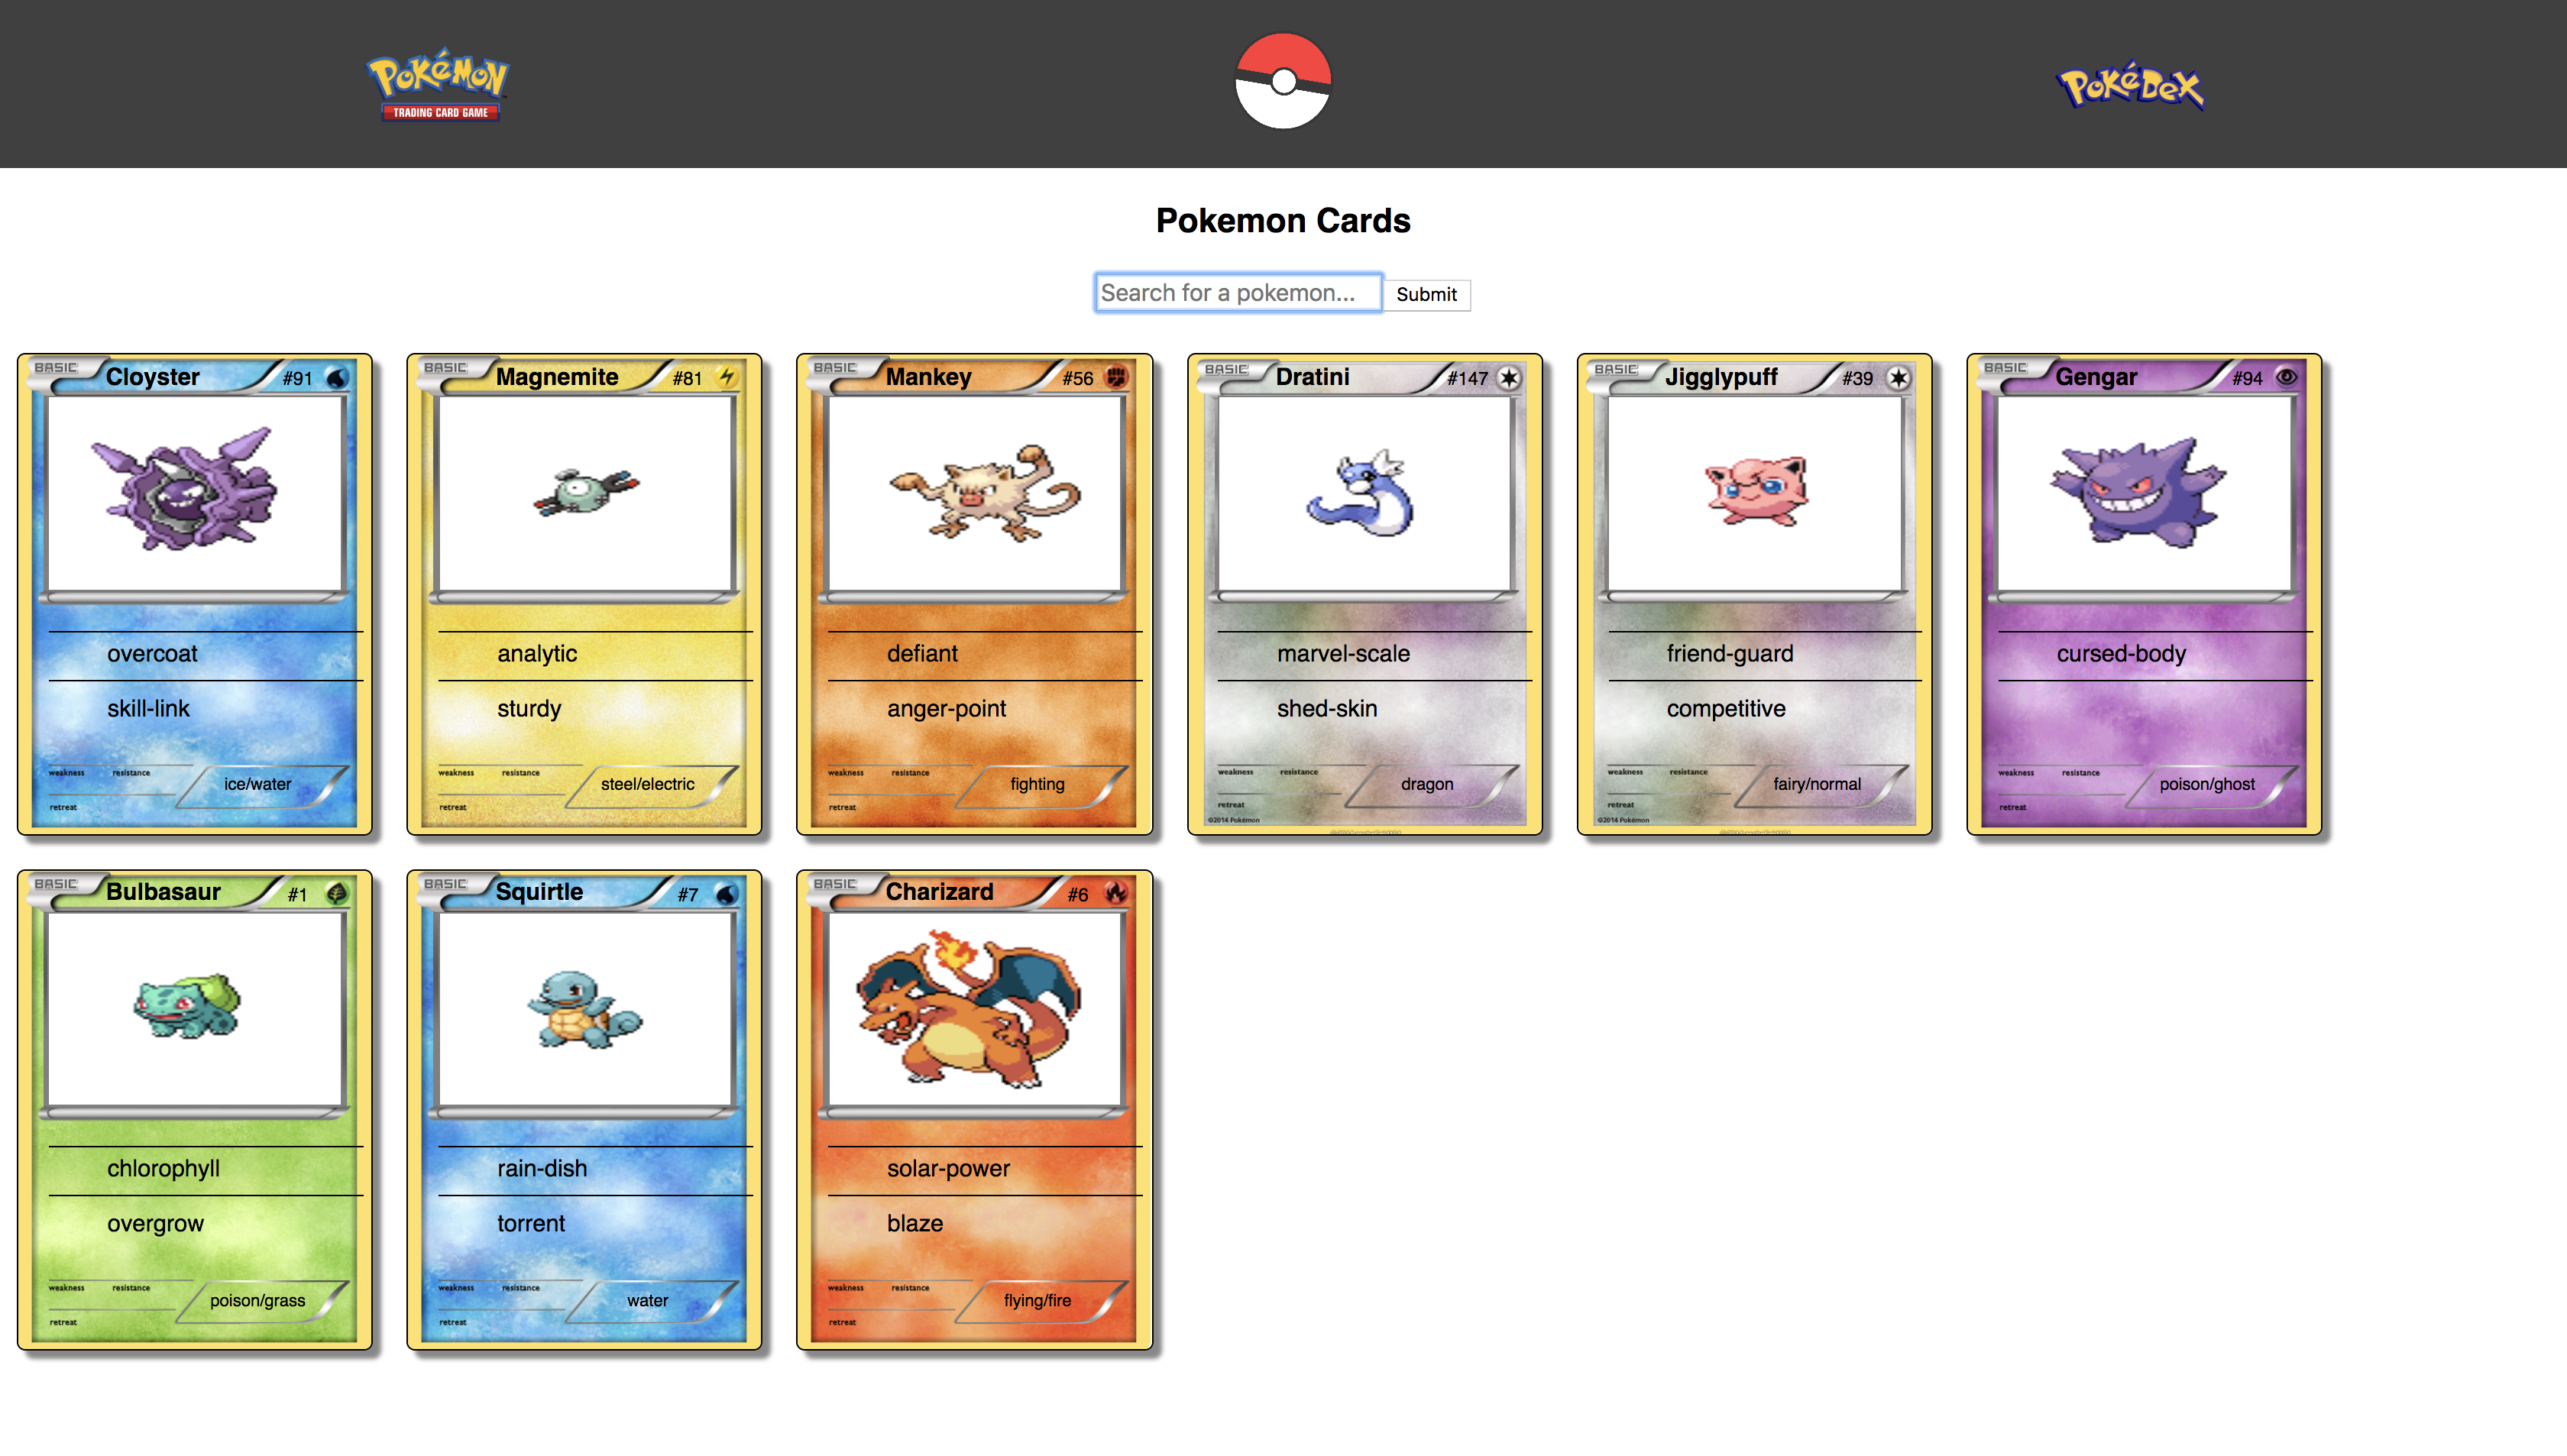 POKéMON
TRADING CARD GAME
POKéDEX
Pokemon Cards
Search for a pokemon...
Submit
BASIC Cloyster #91
overcoat
skill-link
weakness resistance
ice/water
retreat
BASIC Magnemite #81
analytic
sturdy
weakness resistance
steel/electric
retreat
BASIC Mankey #56
defiant
anger-point
weakness resistance
fighting
retreat
BASIC Dratini #147
marvel-scale
shed-skin
weakness resistance
dragon
retreat
©2014 Pokémon
BASIC Jigglypuff #39
friend-guard
competitive
weakness resistance
fairy/normal
retreat
©2014 Pokémon
BASIC Gengar #94
cursed-body
weakness resistance
poison/ghost
retreat
BASIC Bulbasaur #1
chlorophyll
overgrow
weakness resistance
poison/grass
retreat
BASIC Squirtle #7
rain-dish
torrent
weakness resistance
water
retreat
BASIC Charizard #6
solar-power
blaze
weakness resistance
flying/fire
retreat